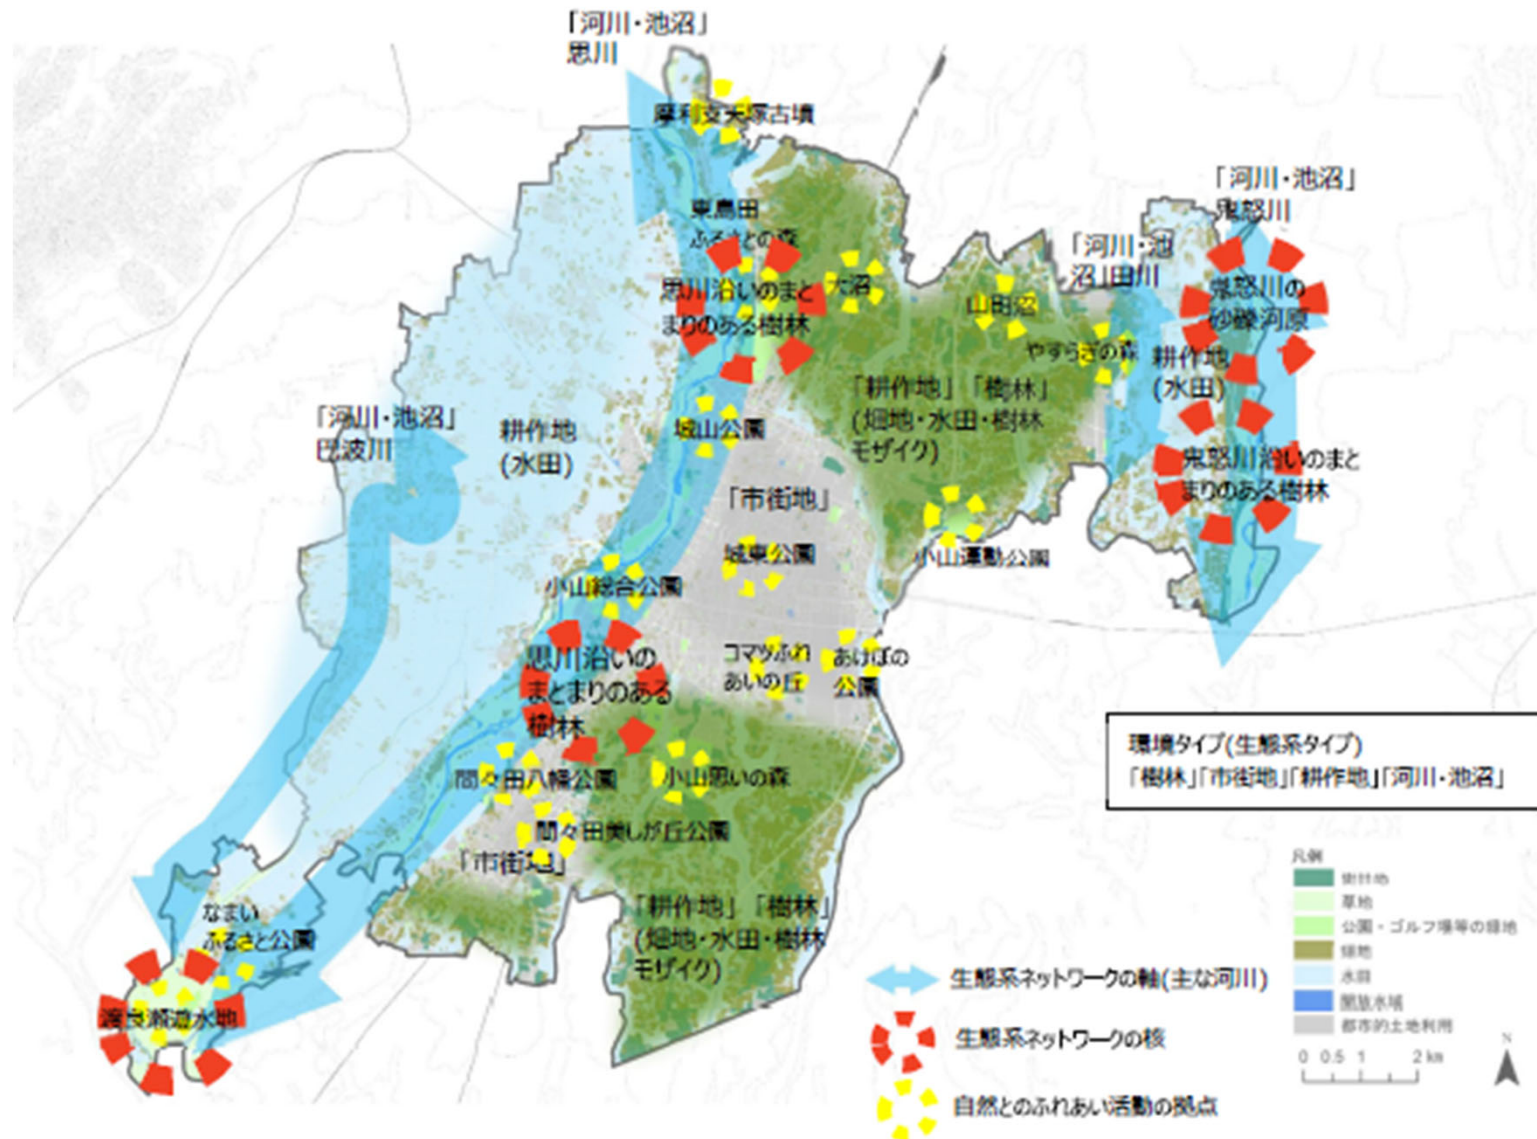 「河川・池沼」
思川
摩利支天塚古墳
「河川・池沼」
鬼怒川
東島田
ふるさとの森
「河川・池
沼」田川
思川沿いのまと
まりのある樹林
大沼
山田沼
やすらぎの森
鬼怒川の
砂礫河原
耕作地
(水田)
「耕作地」「樹林」
(畑地・水田・樹林
モザイク)
「河川・池沼」
巴波川
耕作地
(水田)
城山公園
鬼怒川沿いのまと
まりのある樹林
「市街地」
城東公園
小山運動公園
小山総合公園
思川沿いの
まとまりのある
樹林
コマツふれ
あいの丘
あけぼの
公園
間々田八幡公園
小山思いの森
間々田美しが丘公園
「市街地」
「耕作地」「樹林」
(畑地・水田・樹林
モザイク)
なまい
ふるさと公園
渡良瀬遊水地
環境タイプ(生態系タイプ)
「樹林」「市街地」「耕作地」「河川・池沼」
生態系ネットワークの軸(主な河川)
生態系ネットワークの核
自然とのふれあい活動の拠点
凡例
樹林地
草地
公園・ゴルフ場等の緑地
畑地
水田
開放水域
都市的土地利用
0 0.5 1 2 km
N